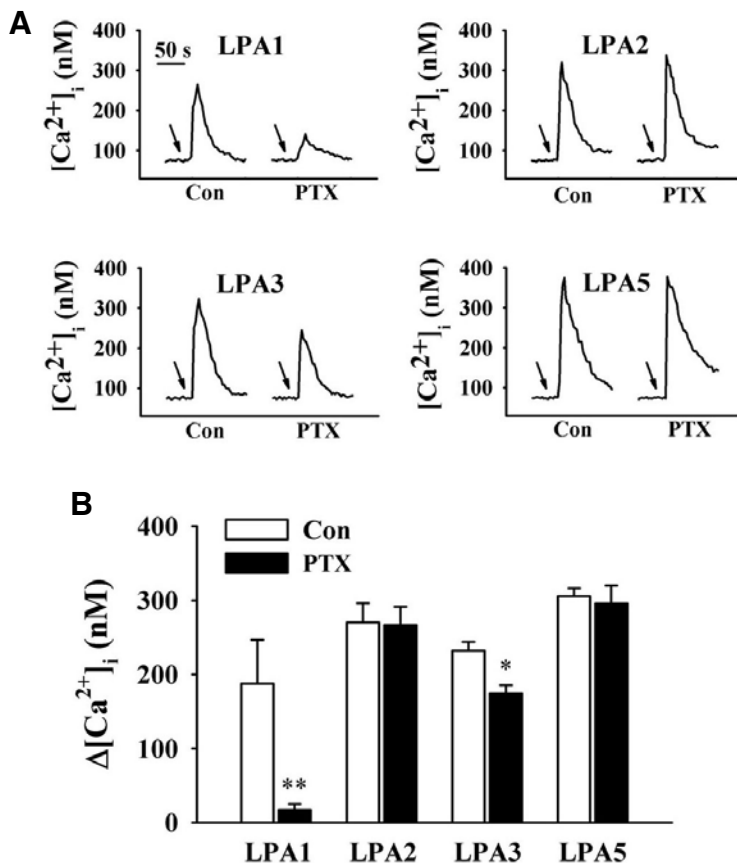 A
LPA1
50 s
[Ca2+]i (nM)
400
300
200
100
Con PTX
LPA2
[Ca2+]i (nM)
400
300
200
100
Con PTX
LPA3
[Ca2+]i (nM)
400
300
200
100
Con PTX
LPA5
[Ca2+]i (nM)
400
300
200
100
Con PTX
B
Con
PTX
Δ[Ca2+]i (nM)
400
300
200
100
0
**
*
LPA1 LPA2 LPA3 LPA5